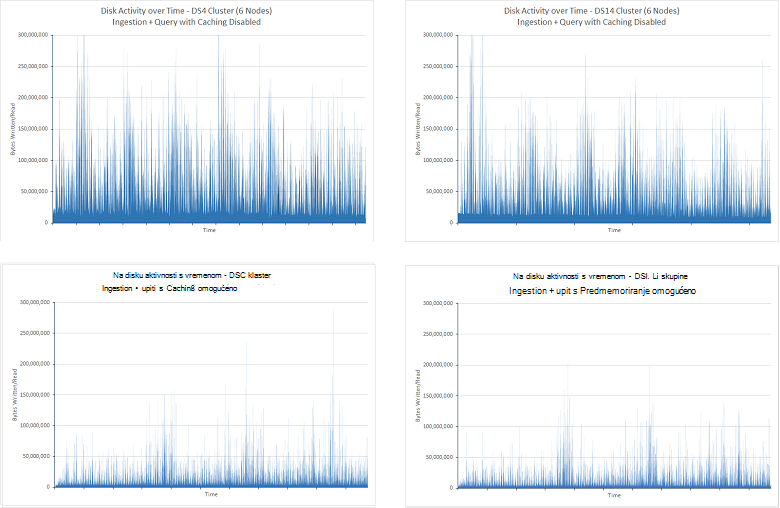 Disk Activity over Time - DS4 Cluster (6 Nodes)
Ingestion + Query with Caching Disabled
300,000,000
250,000,000
200,000,000
150,000,000
100,000,000
50,000,000
0
Bytes Written/Read
Time
Disk Activity over Time - DS14 Cluster (6 Nodes)
Ingestion + Query with Caching Disabled
300,000,000
250,000,000
200,000,000
150,000,000
100,000,000
50,000,000
0
Bytes Written/Read
Time
Na disku aktivnosti s vremenom - DSC klaster
Ingestion • upiti s Cachin8 omogućeno
300,000,000
250,000,000
200,000,000
150,000,000
100,000,000
50,000,000
0
Bytes Written/Read
Time
Na disku aktivnosti s vremenom - DSI. Li skupine
Ingestion + upit s Predmemoriranje omogućeno
300,000,000
250,000,000
200,000,000
150,000,000
100,000,000
50,000,000
0
Bytes Written/Read
Time